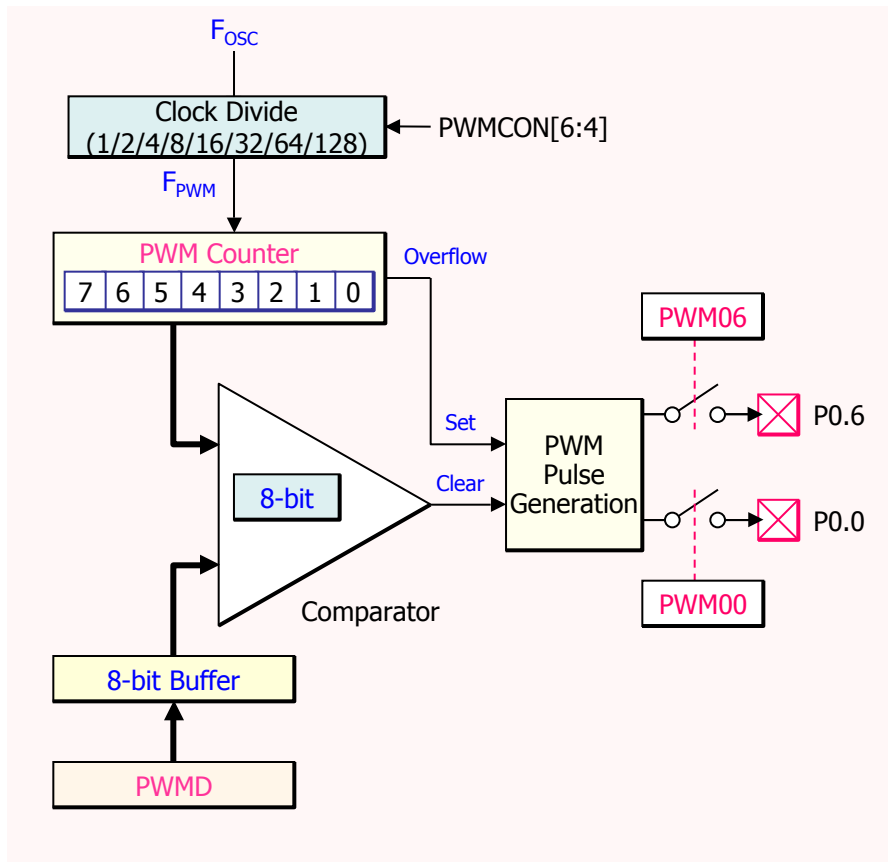 F_OSC
Clock Divide
(1/2/4/8/16/32/64/128)
PWMCON[6:4]
F_PWM
PWM Counter
7 6 5 4 3 2 1 0
Overflow
PWM06
Set
P0.6
PWM
Pulse
Generation
8-bit
Clear
P0.0
Comparator
PWM00
8-bit Buffer
PWMD